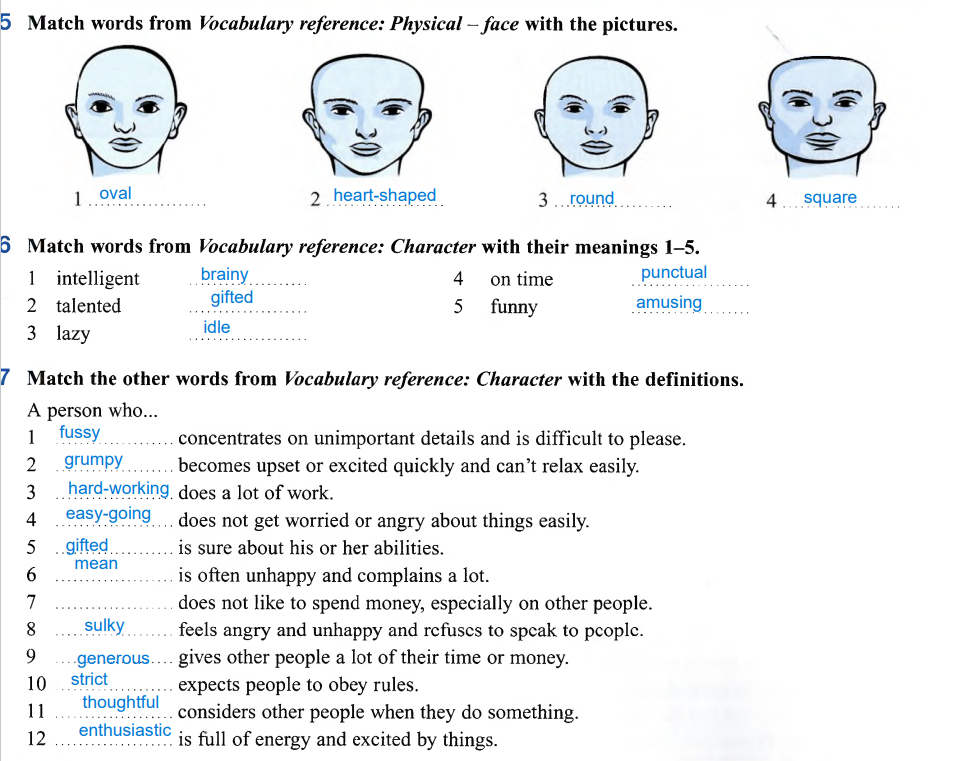 5 Match words from Vocabulary reference: Physical – face with the pictures.
1 oval 2 heart-shaped 3 round 4 square
6 Match words from Vocabulary reference: Character with their meanings 1–5.
1 intelligent brainy 4 on time punctual
2 talented gifted 5 funny amusing
3 lazy idle
7 Match the other words from Vocabulary reference: Character with the definitions.
A person who...
1 fussy concentrates on unimportant details and is difficult to please.
2 grumpy becomes upset or excited quickly and can't relax easily.
3 hard-working does a lot of work.
4 easy-going does not get worried or angry about things easily.
5 gifted is sure about his or her abilities.
6 mean is often unhappy and complains a lot.
7 does not like to spend money, especially on other people.
8 sulky feels angry and unhappy and refuses to speak to people.
9 generous gives other people a lot of their time or money.
10 strict expects people to obey rules.
11 thoughtful considers other people when they do something.
12 enthusiastic is full of energy and excited by things.